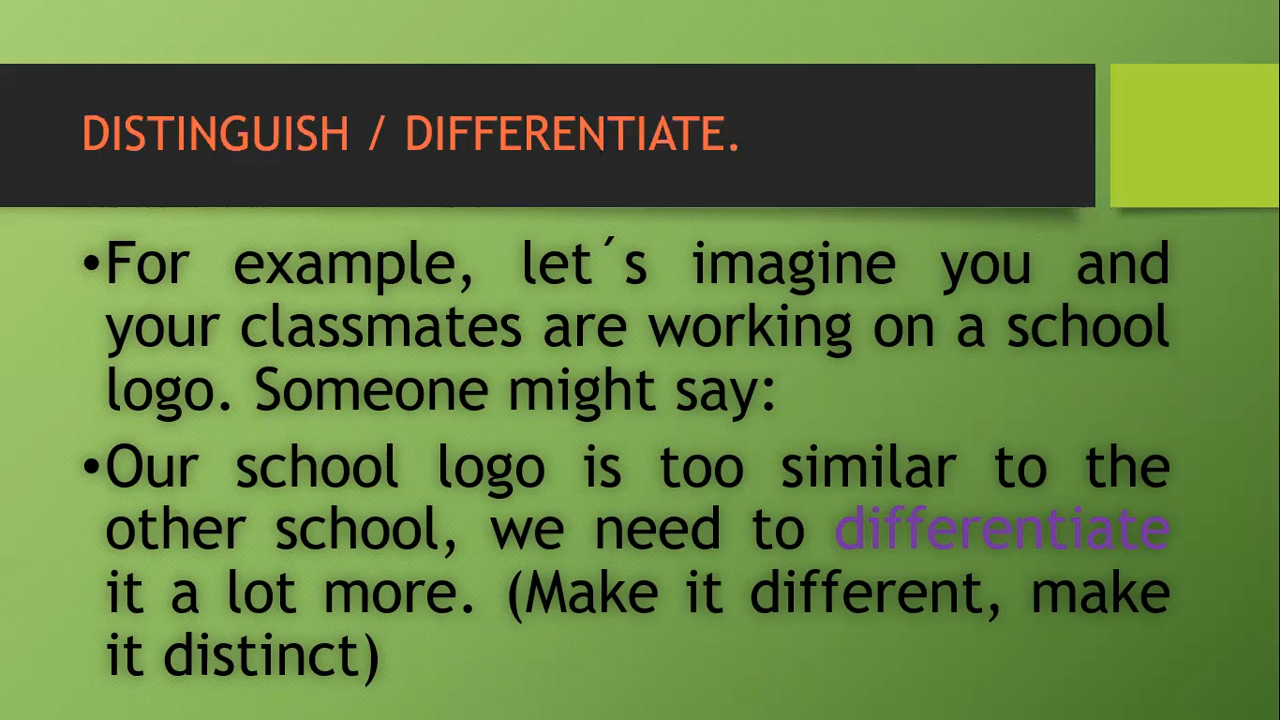 DISTINGUISH / DIFFERENTIATE.
•For example, let´s imagine you and
your classmates are working on a school
logo. Someone might say:
•Our school logo is too similar to the
other school, we need to differentiate
it a lot more. (Make it different, make
it distinct)